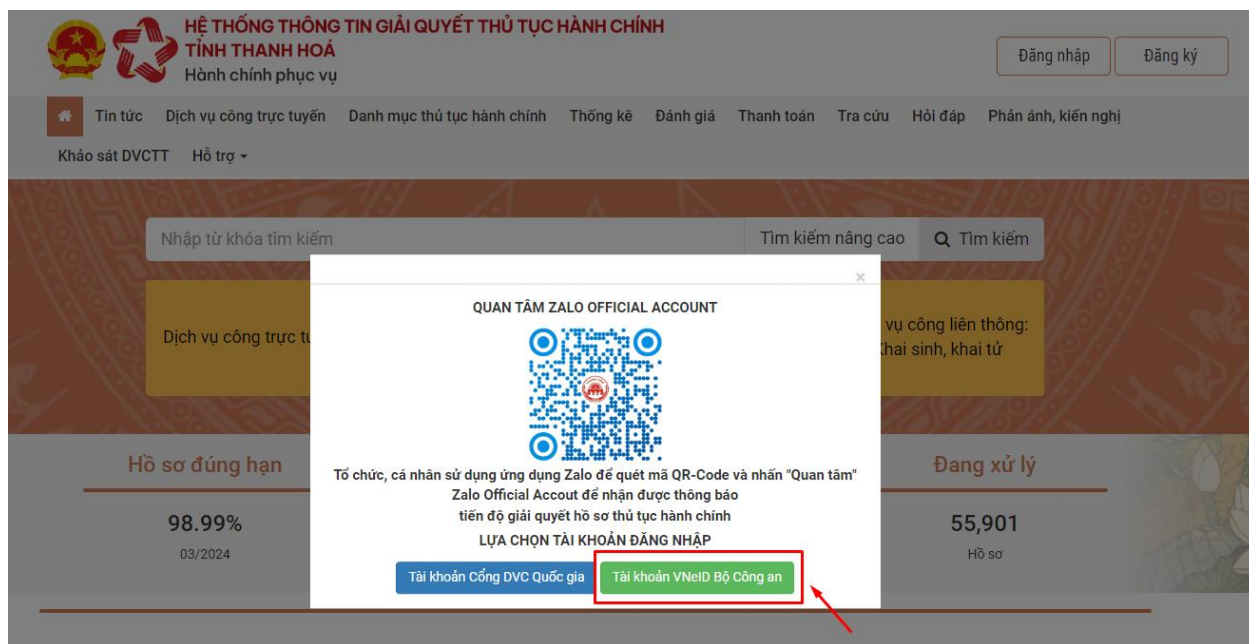 HỆ THỐNG THÔNG TIN GIẢI QUYẾT THỦ TỤC HÀNH CHÍNH
TỈNH THANH HOÁ
Hành chính phục vụ
Đăng nhập
Đăng ký
Tin tức Dịch vụ công trực tuyến Danh mục thủ tục hành chính Thống kê Đánh giá Thanh toán Tra cứu Hỏi đáp Phản ánh, kiến nghị
Khảo sát DVCTT Hỗ trợ
Nhập từ khóa tìm kiếm
Tìm kiếm nâng cao
Tìm kiếm
Dịch vụ công trực
vụ công liên thông:
hai sinh, khai tử
×
QUAN TÂM ZALO OFFICIAL ACCOUNT
Tổ chức, cá nhân sử dụng ứng dụng Zalo để quét mã QR-Code và nhấn "Quan tâm"
Zalo Official Accout để nhận được thông báo
tiến độ giải quyết hồ sơ thủ tục hành chính
LỰA CHỌN TÀI KHOẢN ĐĂNG NHẬP
Tài khoản Cổng DVC Quốc gia
Tài khoản VNeID Bộ Công an
Hồ sơ đúng hạn
98.99%
03/2024
Đang xử lý
55,901
Hồ sơ